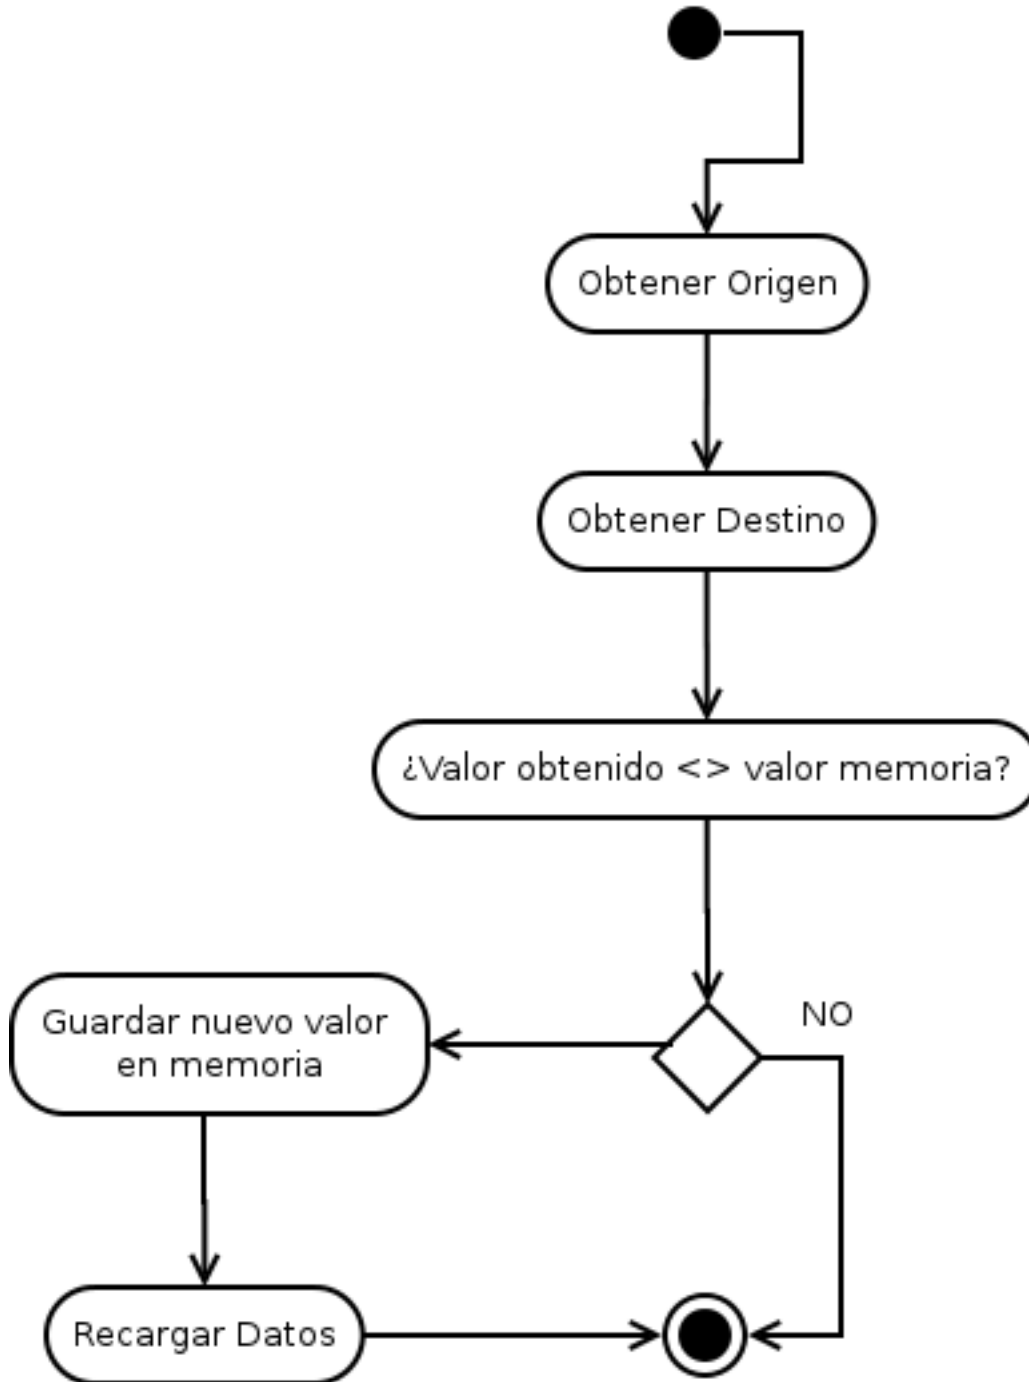 Obtener Origen
Obtener Destino
¿Valor obtenido <> valor memoria?
NO
Guardar nuevo valor
en memoria
Recargar Datos